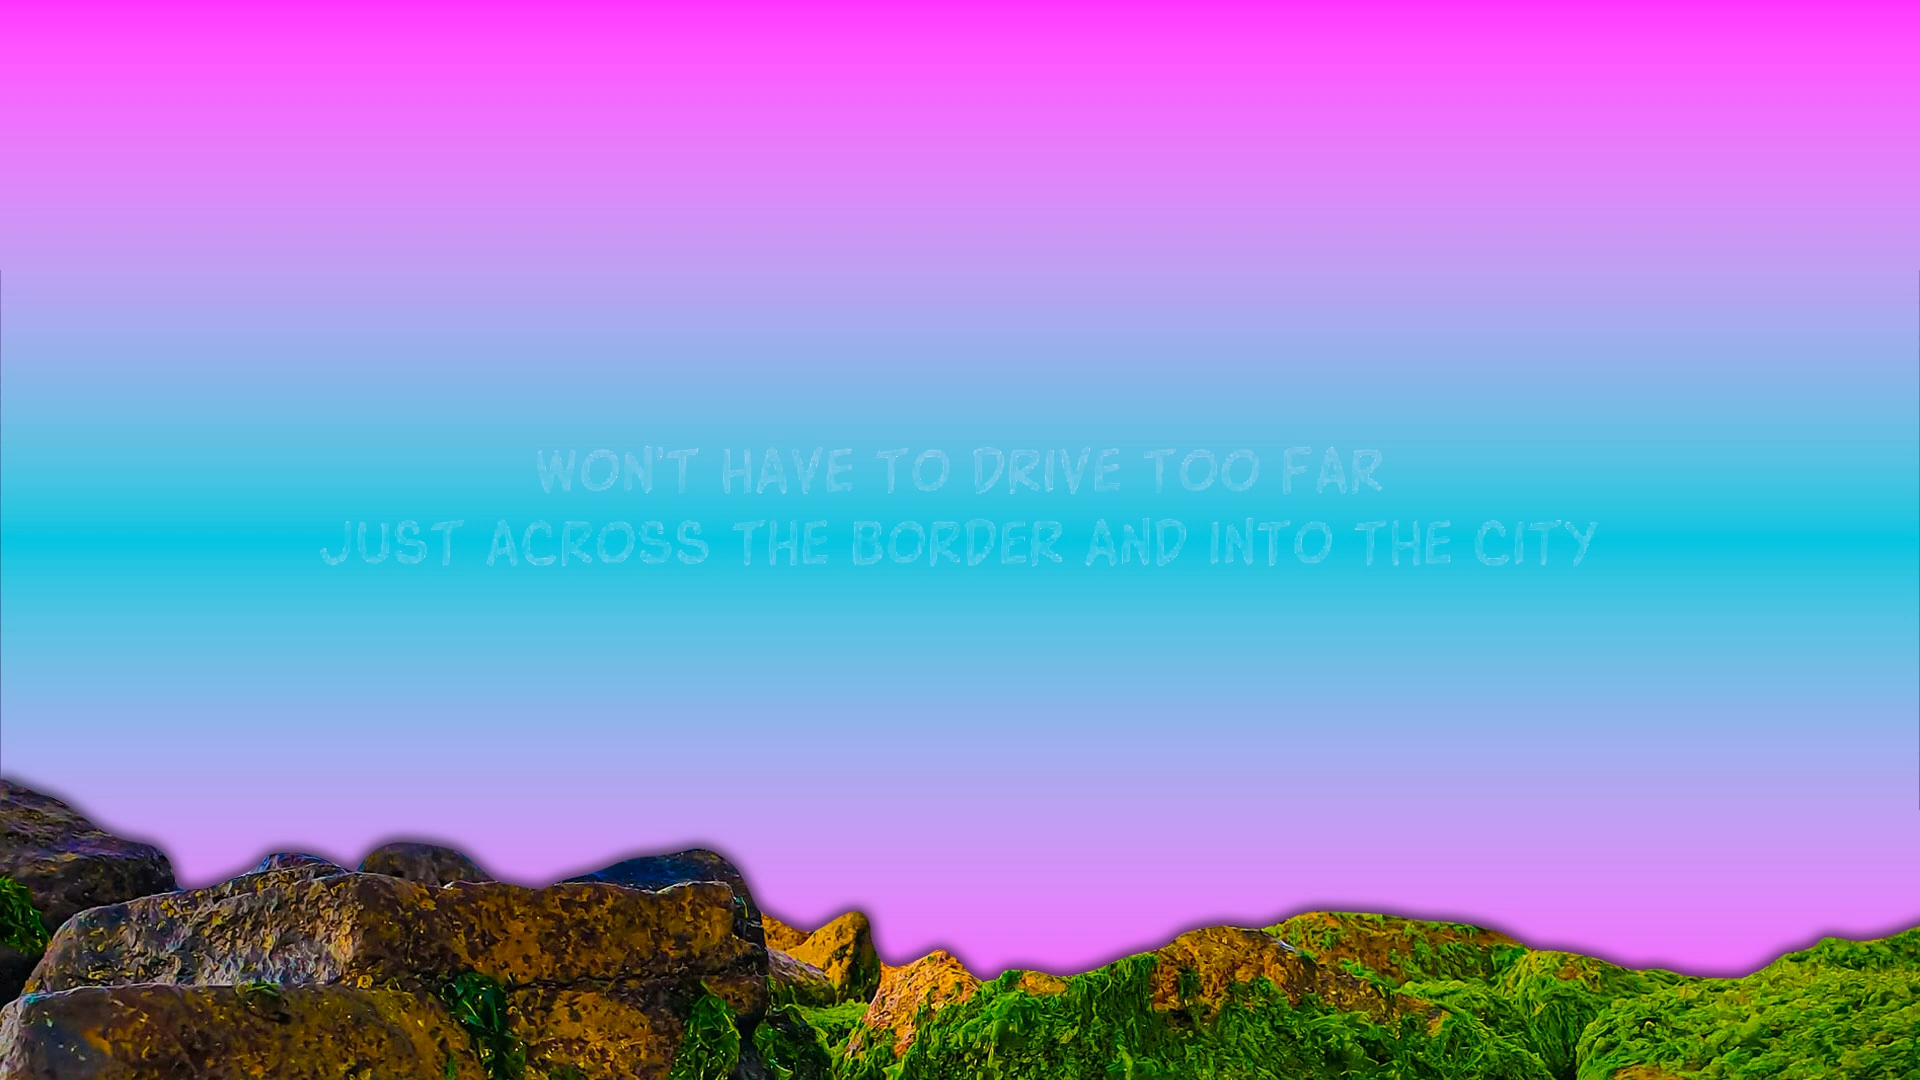 WON'T HAVE TO DRIVE TOO FAR
JUST ACROSS THE BORDER AND INTO THE CITY